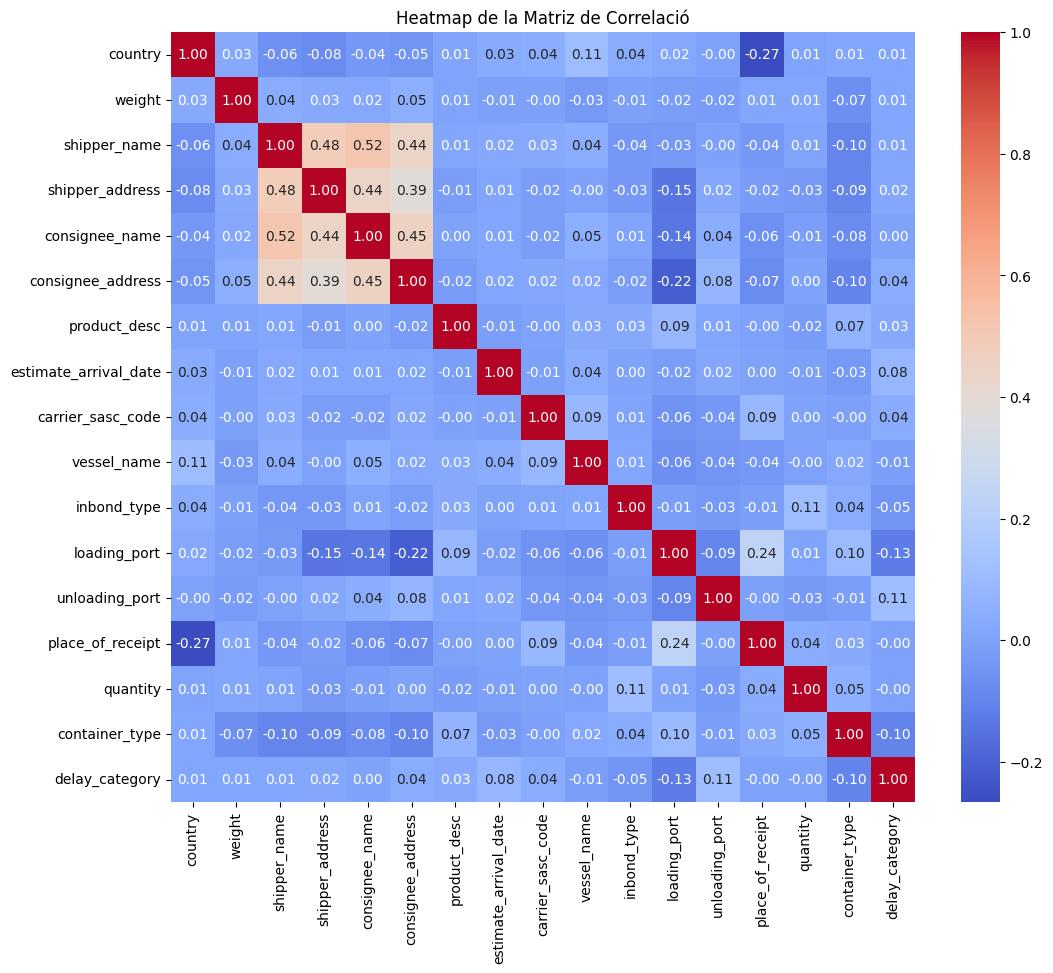 Heatmap de la Matriz de Correlació
country 1.00 0.03 -0.06 -0.08 -0.04 -0.05 0.01 0.03 0.04 0.11 0.04 0.02 -0.00 -0.27 0.01 0.01 0.01
weight 0.03 1.00 0.04 0.03 0.02 0.05 0.01 -0.01 -0.00 -0.03 -0.01 -0.02 -0.02 0.01 0.01 -0.07 0.01
shipper_name -0.06 0.04 1.00 0.48 0.52 0.44 0.01 0.02 0.03 0.04 -0.04 -0.03 -0.00 -0.04 0.01 -0.10 0.01
shipper_address -0.08 0.03 0.48 1.00 0.44 0.39 -0.01 0.01 -0.02 -0.00 -0.03 -0.15 0.02 -0.02 -0.03 -0.09 0.02
consignee_name -0.04 0.02 0.52 0.44 1.00 0.45 0.00 0.01 -0.02 0.05 0.01 -0.14 0.04 -0.06 -0.01 -0.08 0.00
consignee_address -0.05 0.05 0.44 0.39 0.45 1.00 -0.02 0.02 0.02 0.02 -0.02 -0.22 0.08 -0.07 0.00 -0.10 0.04
product_desc 0.01 0.01 0.01 -0.01 0.00 -0.02 1.00 -0.01 -0.00 0.03 0.03 0.09 0.01 -0.00 -0.02 0.07 0.03
estimate_arrival_date 0.03 -0.01 0.02 0.01 0.01 0.02 -0.01 1.00 -0.01 0.04 0.00 -0.02 0.02 0.00 -0.01 -0.03 0.08
carrier_sasc_code 0.04 -0.00 0.03 -0.02 -0.02 0.02 -0.00 -0.01 1.00 0.09 0.01 -0.06 -0.04 0.09 0.00 -0.00 0.04
vessel_name 0.11 -0.03 0.04 -0.00 0.05 0.02 0.03 0.04 0.09 1.00 0.01 -0.06 -0.04 -0.04 -0.00 0.02 -0.01
inbond_type 0.04 -0.01 -0.04 -0.03 0.01 -0.02 0.03 0.00 0.01 0.01 1.00 -0.01 -0.03 -0.01 0.11 0.04 -0.05
loading_port 0.02 -0.02 -0.03 -0.15 -0.14 -0.22 0.09 -0.02 -0.06 -0.06 -0.01 1.00 -0.09 0.24 0.01 0.10 -0.13
unloading_port -0.00 -0.02 -0.00 0.02 0.04 0.08 0.01 0.02 -0.04 -0.04 -0.03 -0.09 1.00 -0.00 -0.03 -0.01 0.11
place_of_receipt -0.27 0.01 -0.04 -0.02 -0.06 -0.07 -0.00 0.00 0.09 -0.04 -0.01 0.24 -0.00 1.00 0.04 0.03 -0.00
quantity 0.01 0.01 0.01 -0.03 -0.01 0.00 -0.02 -0.01 0.00 -0.00 0.11 0.01 -0.03 0.04 1.00 0.05 -0.00
container_type 0.01 -0.07 -0.10 -0.09 -0.08 -0.10 0.07 -0.03 -0.00 0.02 0.04 0.10 -0.01 0.03 0.05 1.00 -0.10
delay_category 0.01 0.01 0.01 0.02 0.00 0.04 0.03 0.08 0.04 -0.01 -0.05 -0.13 0.11 -0.00 -0.00 -0.10 1.00
country
weight
shipper_name
shipper_address
consignee_name
consignee_address
product_desc
estimate_arrival_date
carrier_sasc_code
vessel_name
inbond_type
loading_port
unloading_port
place_of_receipt
quantity
container_type
delay_category
1.0
0.8
0.6
0.4
0.2
0.0
−0.2